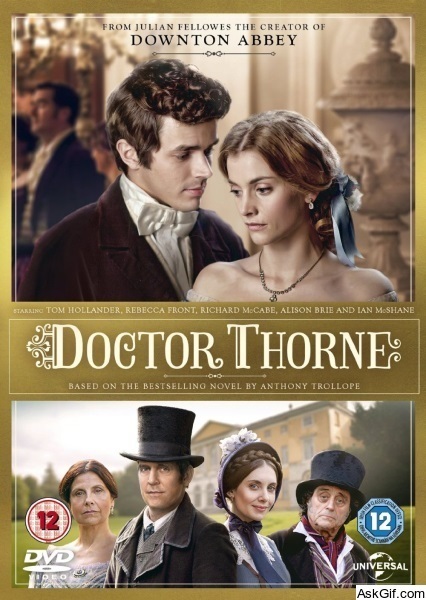 FROM JULIAN FELLOWES THE CREATOR OF
DOWNTON ABBEY
STARRING TOM HOLLANDER, REBECCA FRONT, RICHARD McCABE, ALISON BRIE AND IAN McSHANE
DOCTOR THORNE
BASED ON THE BESTSELLING NOVEL BY ANTHONY TROLLOPE
12
12
DVD
VIDEO
UNIVERSAL
AskGif.com